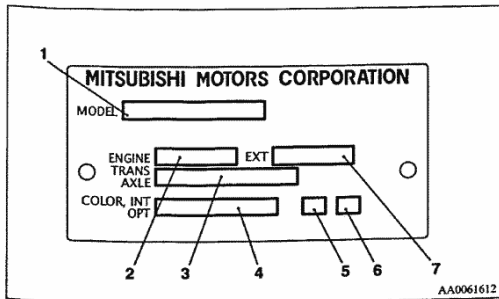 1
MITSUBISHI MOTORS CORPORATION
MODEL
ENGINE EXT
TRANS
AXLE
COLOR, INT
OPT
2 3 4 5 6 7
AA0061612